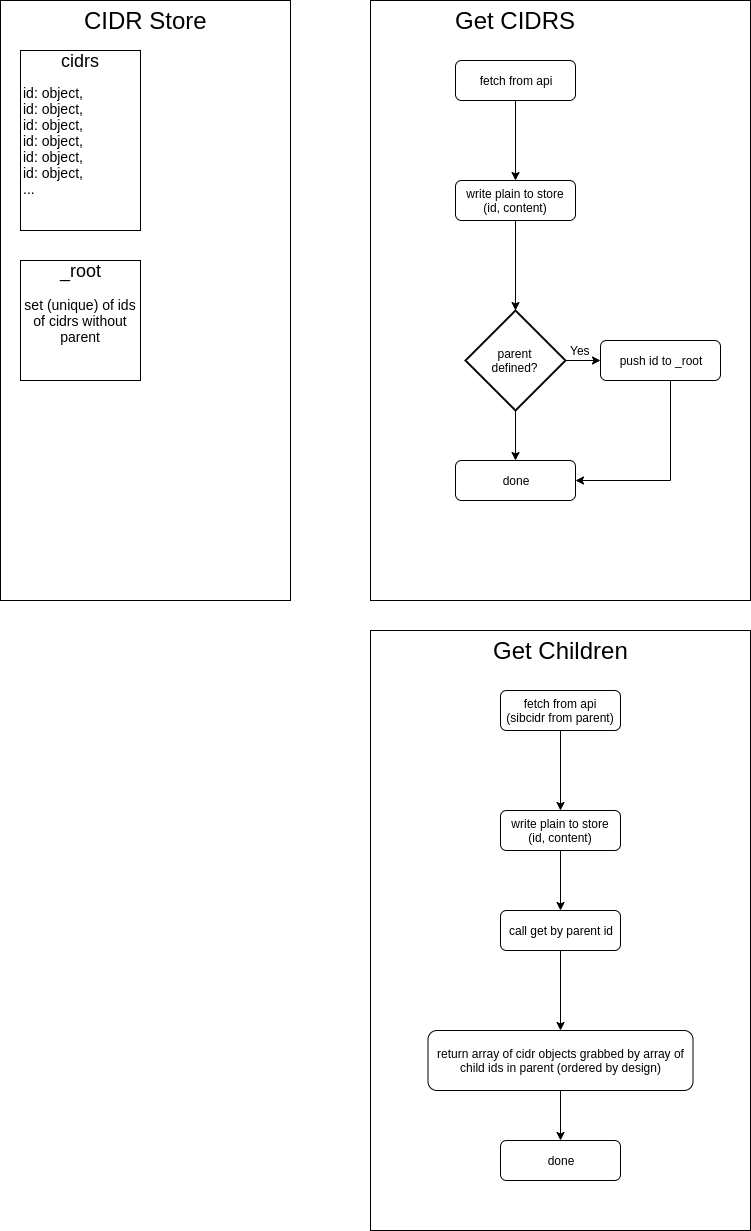 CIDR Store
cidrs
id: object,
id: object,
id: object,
id: object,
id: object,
id: object,
...
_root
set (unique) of ids
of cidrs without
parent
Get CIDRS
fetch from api
write plain to store
(id, content)
parent
defined?
Yes
push id to _root
done
Get Children
fetch from api
(sibcidr from parent)
write plain to store
(id, content)
call get by parent id
return array of cidr objects grabbed by array of
child ids in parent (ordered by design)
done